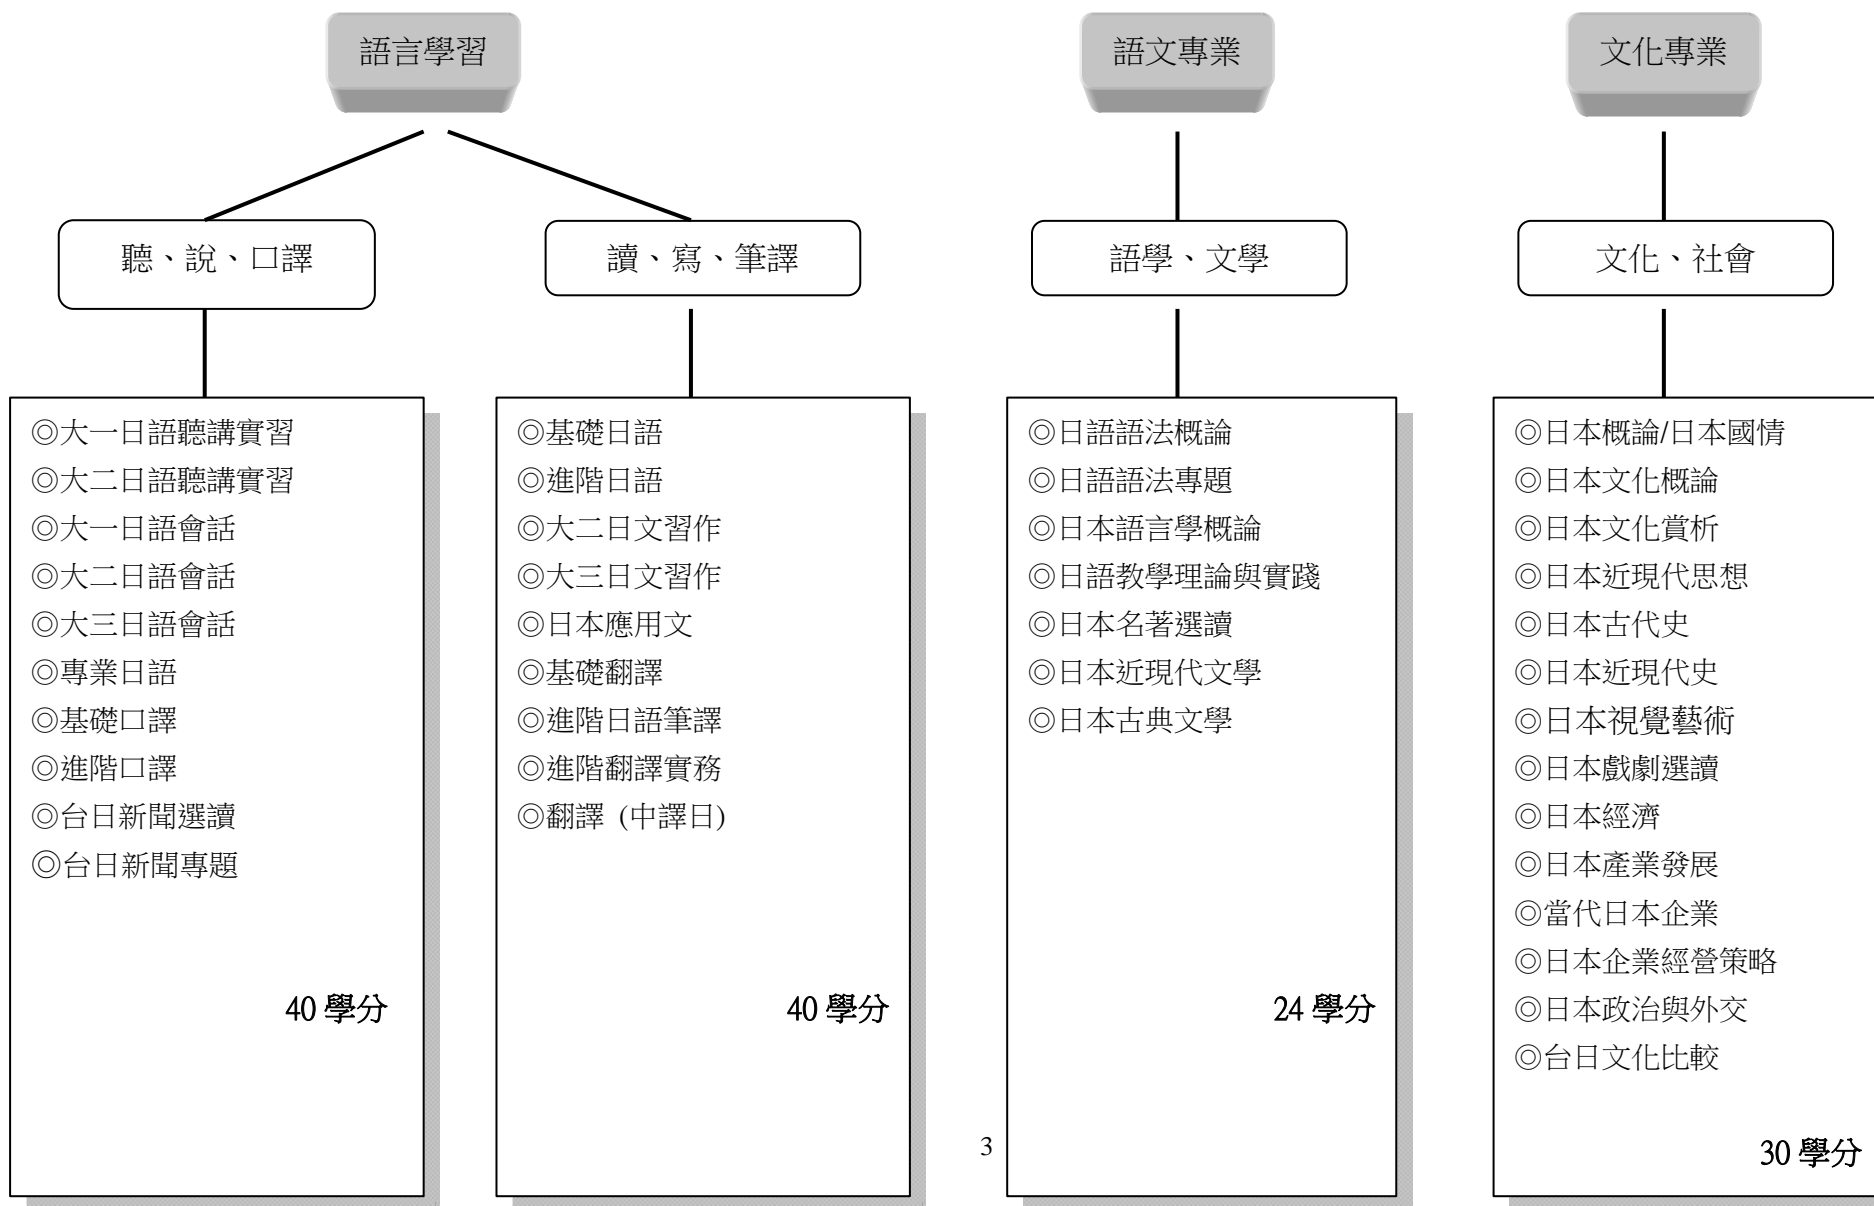 語言學習
語文專業
文化專業
聽、說、口譯
讀、寫、筆譯
語學、文學
文化、社會
◎大一日語聽講實習
◎大二日語聽講實習
◎大一日語會話
◎大二日語會話
◎大三日語會話
◎專業日語
◎基礎口譯
◎進階口譯
◎台日新聞選讀
◎台日新聞專題
40 學分
◎基礎日語
◎進階日語
◎大二日文習作
◎大三日文習作
◎日本應用文
◎基礎翻譯
◎進階日語筆譯
◎進階翻譯實務
◎翻譯 (中譯日)
40 學分
◎日語語法概論
◎日語語法專題
◎日本語言學概論
◎日語教學理論與實踐
◎日本名著選讀
◎日本近現代文學
◎日本古典文學
24 學分
◎日本概論/日本國情
◎日本文化概論
◎日本文化賞析
◎日本近現代思想
◎日本古代史
◎日本近現代史
◎日本視覺藝術
◎日本戲劇選讀
◎日本經濟
◎日本產業發展
◎當代日本企業
◎日本企業經營策略
◎日本政治與外交
◎台日文化比較
30 學分
3